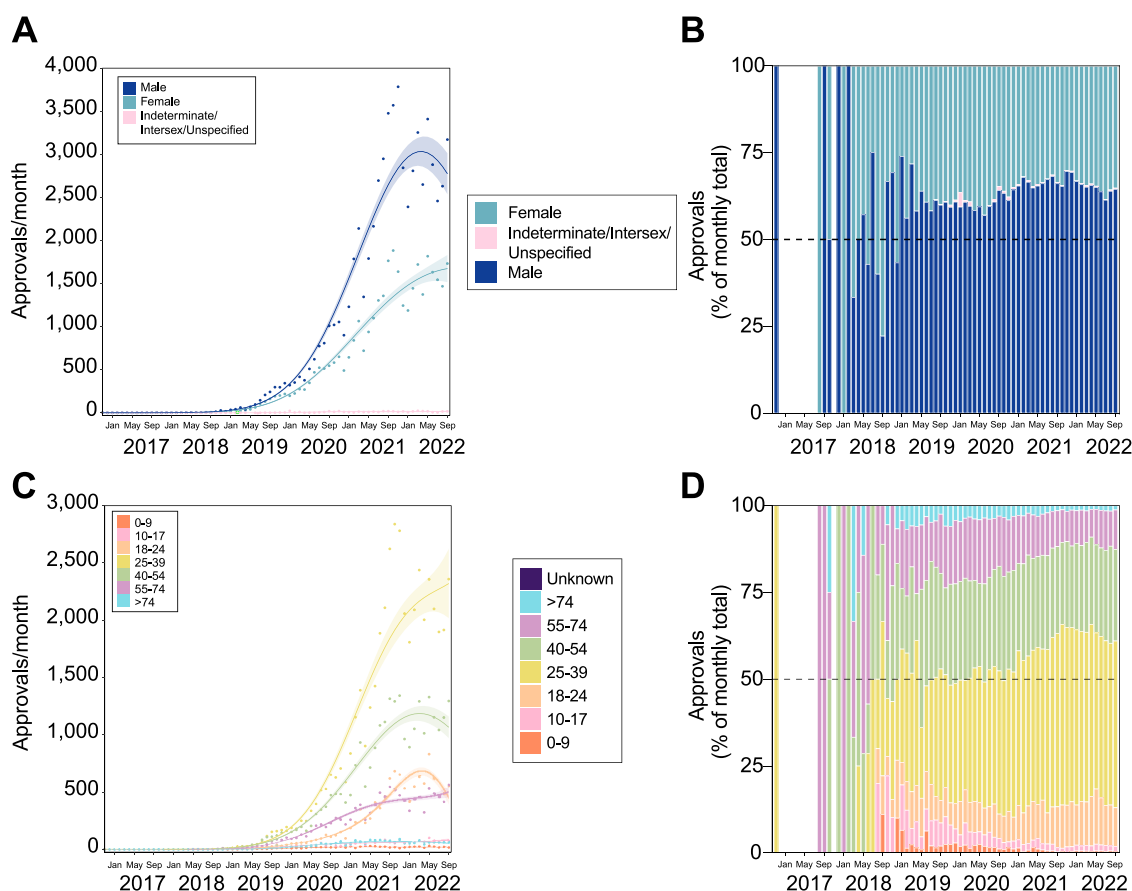 A
Approvals/month
4,000
3,500
3,000
2,500
2,000
1,500
1,000
500
0
Male
Female
Indeterminate/
Intersex/Unspecified
Jan May Sep Jan May Sep Jan May Sep Jan May Sep Jan May Sep Jan May Sep
2017 2018 2019 2020 2021 2022
Female
Indeterminate/Intersex/
Unspecified
Male
B
Approvals
(% of monthly total)
100
75
50
25
0
Jan May Sep Jan May Sep Jan May Sep Jan May Sep Jan May Sep Jan May Sep
2017 2018 2019 2020 2021 2022
C
Approvals/month
3,000
2,500
2,000
1,500
1,000
500
0
0-9
10-17
18-24
25-39
40-54
55-74
>74
Jan May Sep Jan May Sep Jan May Sep Jan May Sep Jan May Sep Jan May Sep
2017 2018 2019 2020 2021 2022
Unknown
>74
55-74
40-54
25-39
18-24
10-17
0-9
D
Approvals
(% of monthly total)
100
75
50
25
0
Jan May Sep Jan May Sep Jan May Sep Jan May Sep Jan May Sep Jan May Sep
2017 2018 2019 2020 2021 2022